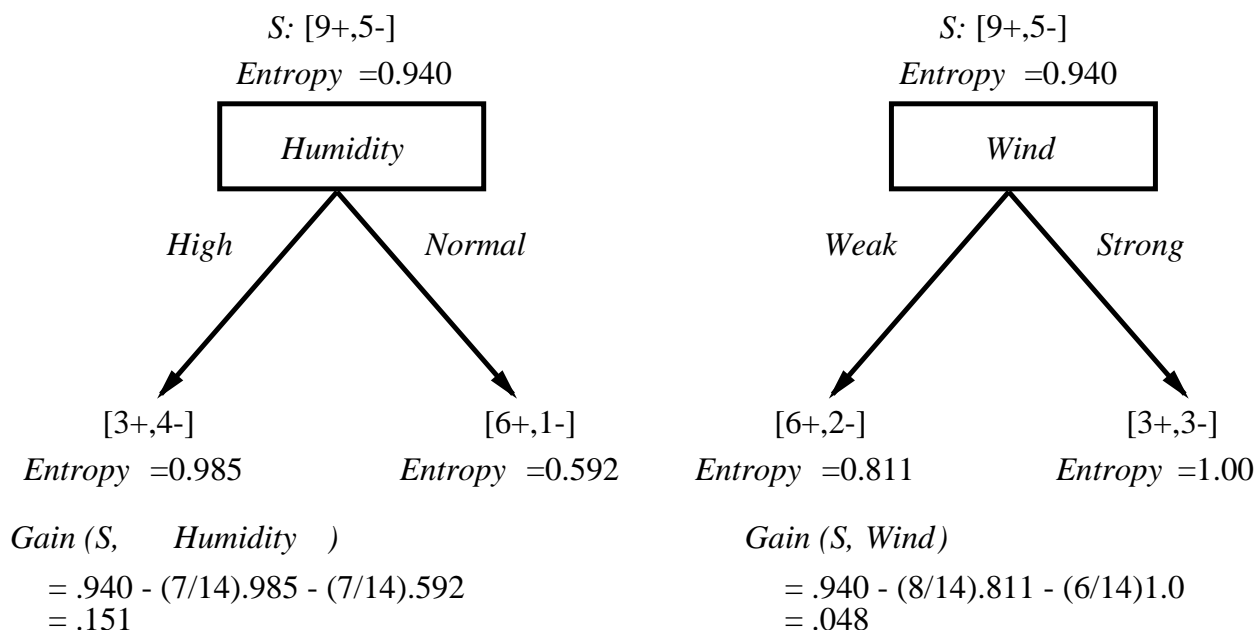 S: [9+,5-]
Entropy =0.940
Humidity
High Normal
[3+,4-] [6+,1-]
Entropy =0.985 Entropy =0.592
Gain (S, Humidity )
= .940 - (7/14).985 - (7/14).592
= .151
S: [9+,5-]
Entropy =0.940
Wind
Weak Strong
[6+,2-] [3+,3-]
Entropy =0.811 Entropy =1.00
Gain (S, Wind)
= .940 - (8/14).811 - (6/14)1.0
= .048